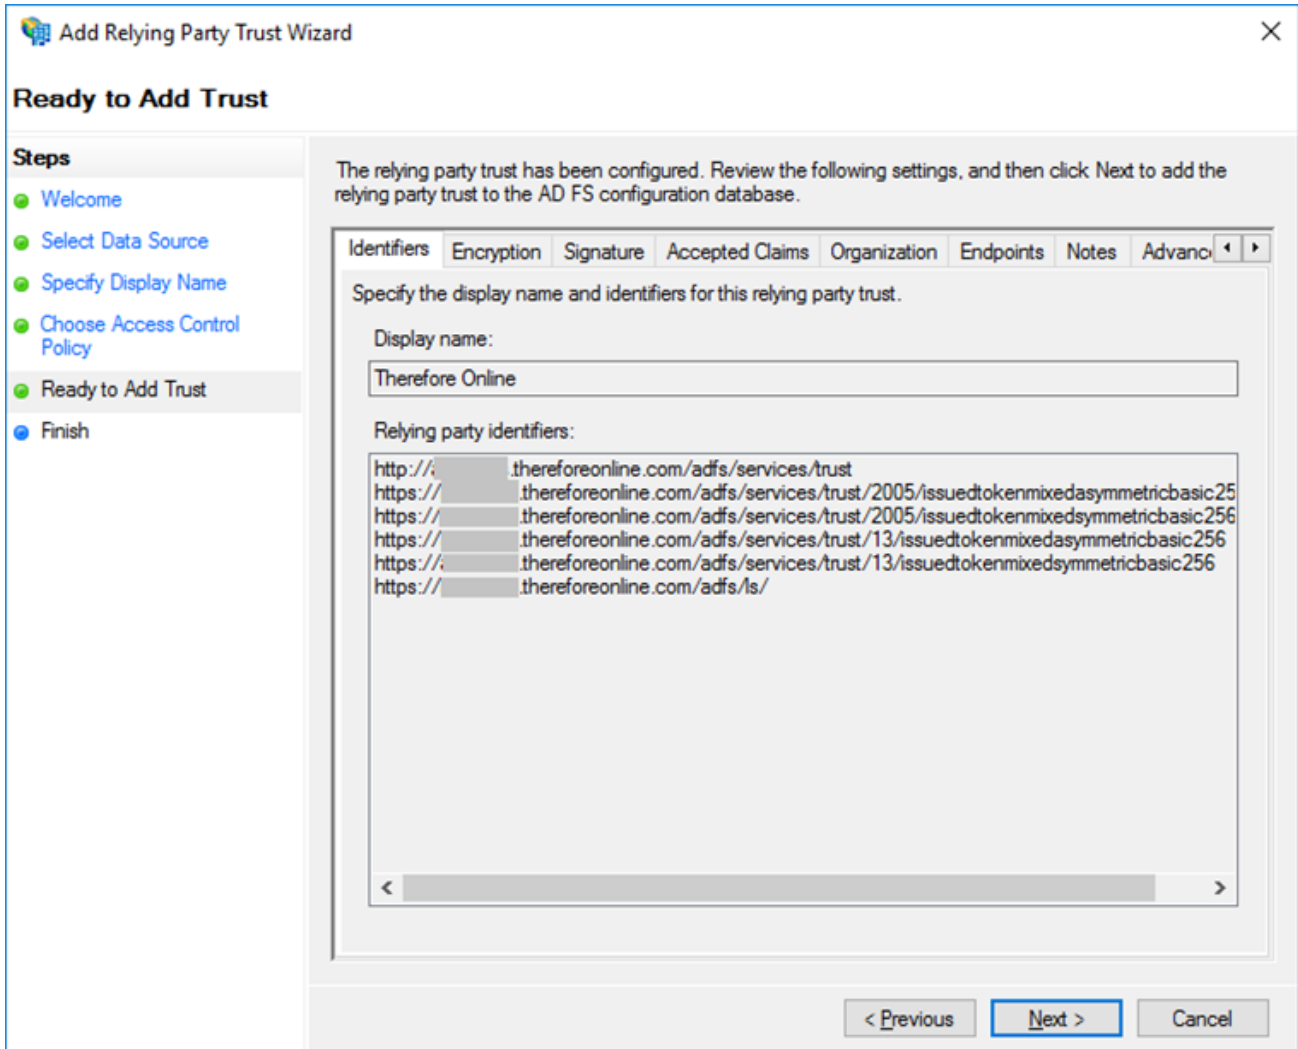 Add Relying Party Trust Wizard
Ready to Add Trust
Steps
Welcome
Select Data Source
Specify Display Name
Choose Access Control
Policy
Ready to Add Trust
Finish
The relying party trust has been configured. Review the following settings, and then click Next to add the
relying party trust to the AD FS configuration database.
Identifiers Encryption Signature Accepted Claims Organization Endpoints Notes Advanc
Specify the display name and identifiers for this relying party trust.
Display name:
Therefore Online
Relying party identifiers:
http:// .thereforeonline.com/adfs/services/trust
https:// .thereforeonline.com/adfs/services/trust/2005/issuedtokenmixedasymmetricbasic25
https:// .thereforeonline.com/adfs/services/trust/2005/issuedtokenmixedsymmetricbasic256
https:// .thereforeonline.com/adfs/services/trust/13/issuedtokenmixedasymmetricbasic256
https:// .thereforeonline.com/adfs/services/trust/13/issuedtokenmixedsymmetricbasic256
https:// .thereforeonline.com/adfs/ls/
< Previous Next > Cancel